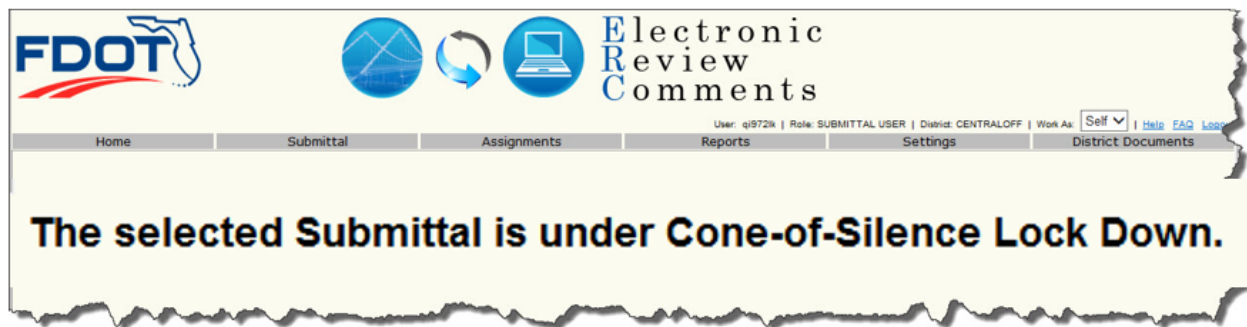 FDOT
Electronic
Review
Comments
User: qi972lk | Role: SUBMITTAL USER | District: CENTRALOFF | Work As: Self | Help FAQ
Home Submittal Assignments Reports Settings District Documents
The selected Submittal is under Cone-of-Silence Lock Down.